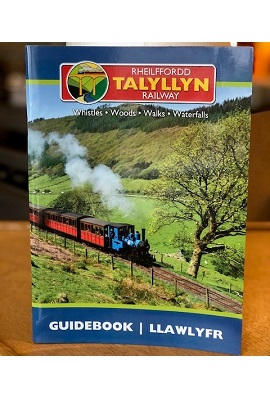 RHEILFFORDD
TALYLLYN
RAILWAY
Whistles • Woods • Walks • Waterfalls
GUIDEBOOK | LLAWLYFR